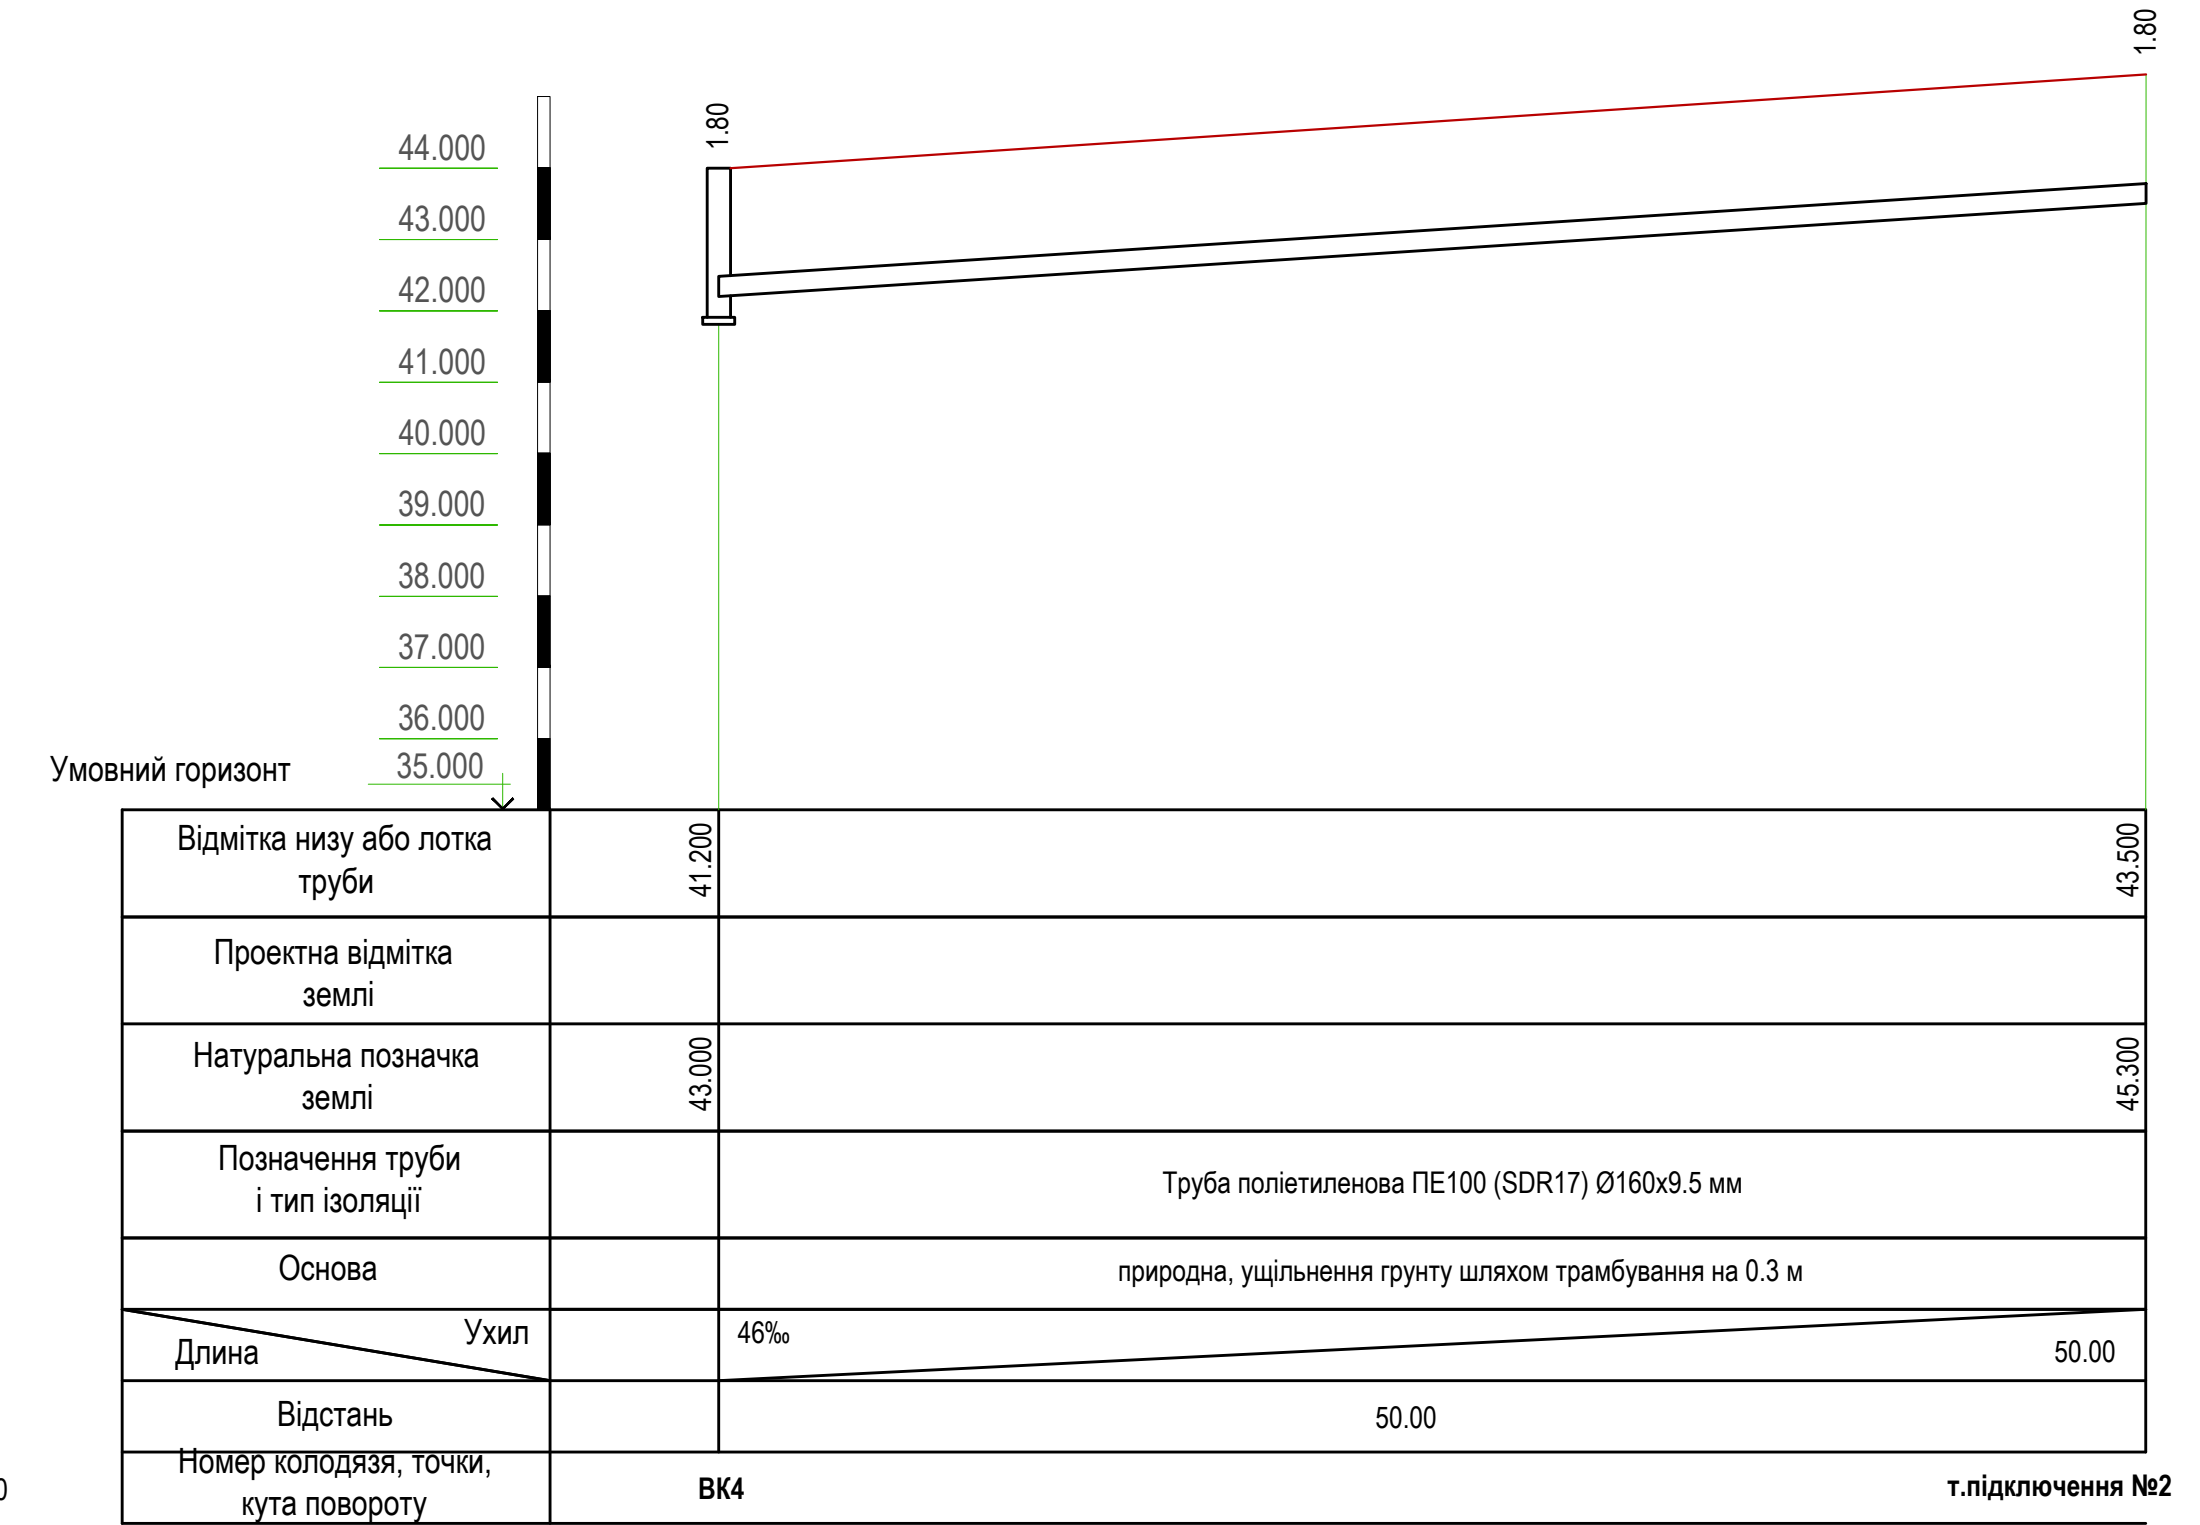 1.80
1.80
44.000
43.000
42.000
41.000
40.000
39.000
38.000
37.000
36.000
Умовний горизонт 35.000
Відмітка низу або лотка
труби
41.200
43.500
Проектна відмітка
землі
Натуральна позначка
землі
43.000
45.300
Позначення труби
і тип ізоляції
Труба поліетиленова ПЕ100 (SDR17) Ø160x9.5 мм
Основа
природна, ущільнення грунту шляхом трамбування на 0.3 м
Ухил
Длина
46‰
50.00
Відстань
50.00
Номер колодязя, точки,
кута повороту
ВК4
т.підключення №2